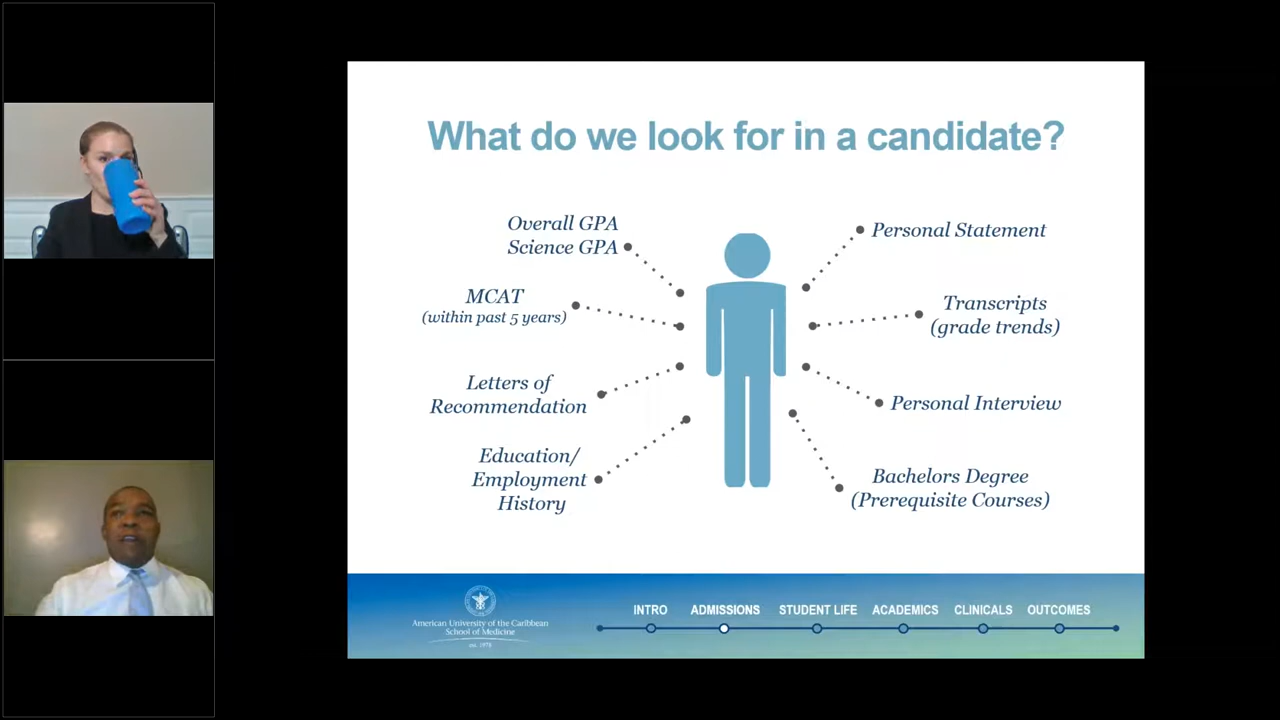 What do we look for in a candidate?
Overall GPA
Science GPA
MCAT
(within past 5 years)
Letters of
Recommendation
Education/
Employment
History
Personal Statement
Transcripts
(grade trends)
Personal Interview
Bachelors Degree
(Prerequisite Courses)
American University of the Caribbean
School of Medicine
est. 1978
INTRO
ADMISSIONS
STUDENT LIFE
ACADEMICS
CLINICALS
OUTCOMES